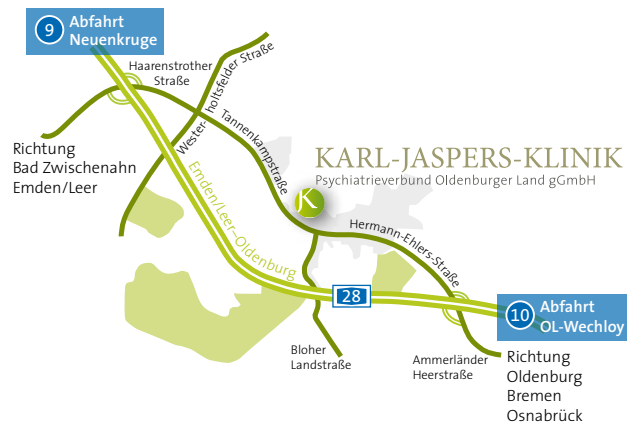 9
Abfahrt
Neuenkruge
Haarenstrother
Straße
Wester-
holtsfelder Straße
Tannenkampstraße
Richtung
Bad Zwischenahn
Emden/Leer
KARL-JASPERS-KLINIK
Psychiatrieverbund Oldenburger Land gGmbH
JK
Emden/Leer–Oldenburg
Hermann-Ehlers-Straße
28
10
Abfahrt
OL-Wechloy
Bloher
Landstraße
Ammerländer
Heerstraße
Richtung
Oldenburg
Bremen
Osnabrück